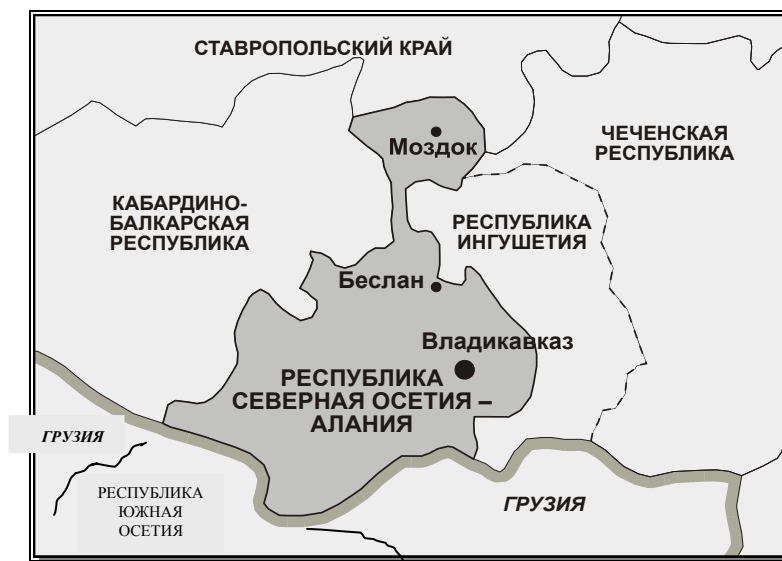 СТАВРОПОЛЬСКИЙ КРАЙ
ЧЕЧЕНСКАЯ
РЕСПУБЛИКА
Моздок
КАБАРДИНО-
БАЛКАРСКАЯ
РЕСПУБЛИКА
РЕСПУБЛИКА
ИНГУШЕТИЯ
Беслан
Владикавказ
РЕСПУБЛИКА
СЕВЕРНАЯ ОСЕТИЯ –
АЛАНИЯ
ГРУЗИЯ
РЕСПУБЛИКА
ЮЖНАЯ
ОСЕТИЯ
ГРУЗИЯ